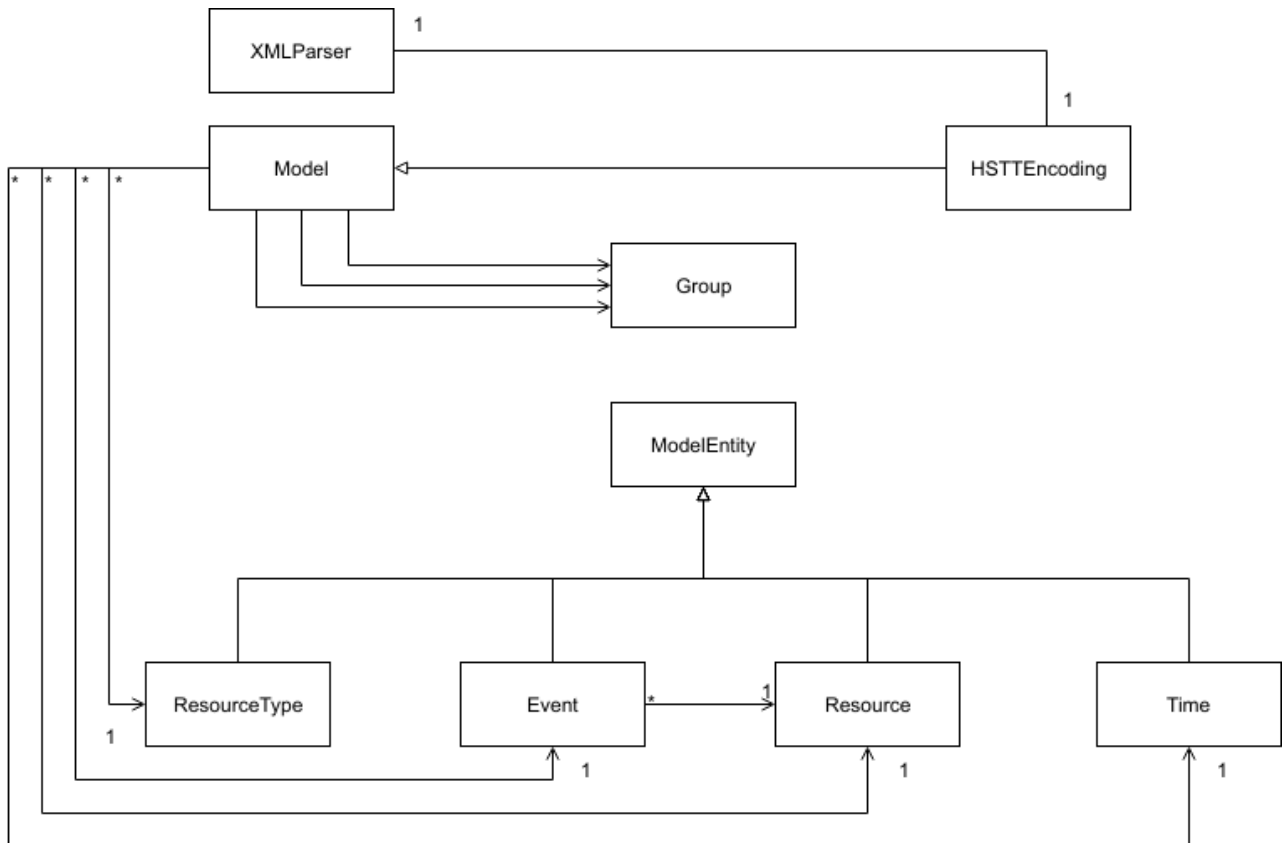 1
XMLParser
1
Model
HSTTEncoding
* * * *
Group
ModelEntity
* 1
ResourceType Event Resource Time
1
1 1 1